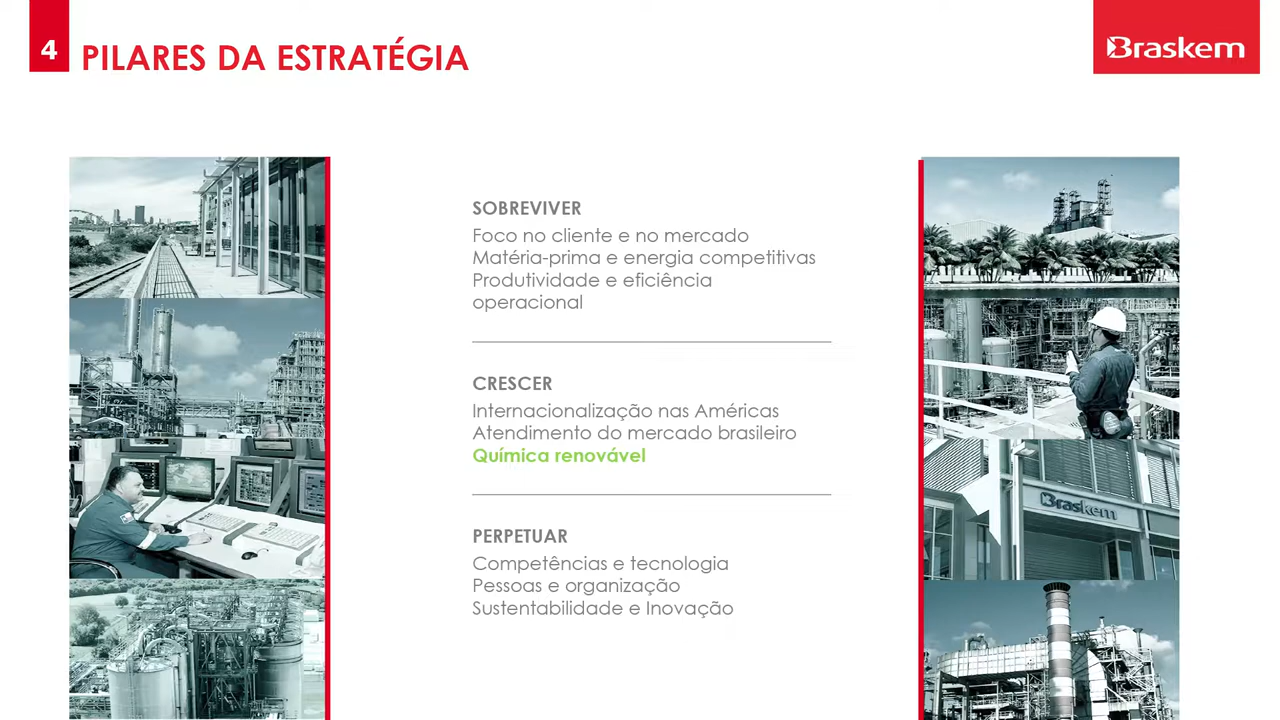 4
PILARES DA ESTRATÉGIA
Braskem
SOBREVIVER
Foco no cliente e no mercado
Matéria-prima e energia competitivas
Produtividade e eficiência
operacional
CRESCER
Internacionalização nas Américas
Atendimento do mercado brasileiro
Química renovável
PERPETUAR
Competências e tecnologia
Pessoas e organização
Sustentabilidade e Inovação
Braskem